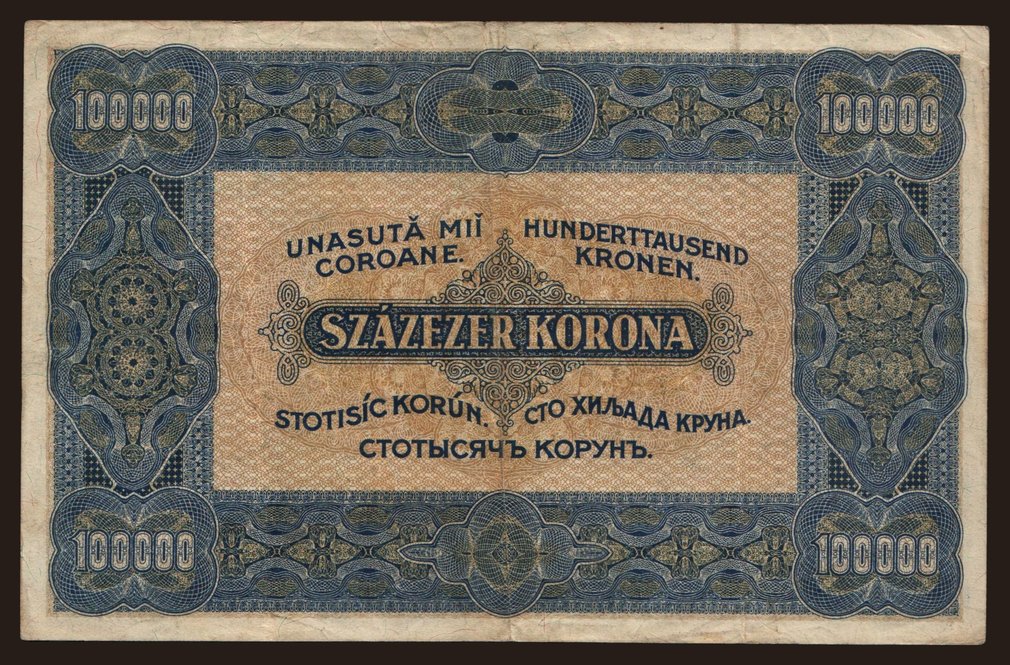 100000
100000
UNASUTĂ MIĬ
COROANE.
HUNDERTTAUSEND
KRONEN.
SZÁZEZER KORONA
STOTISÍC KORÚN.
СТО ХИЉАДА КРУНА.
СТОТЫСЯЧЪ КОРУНЪ.
100000
100000